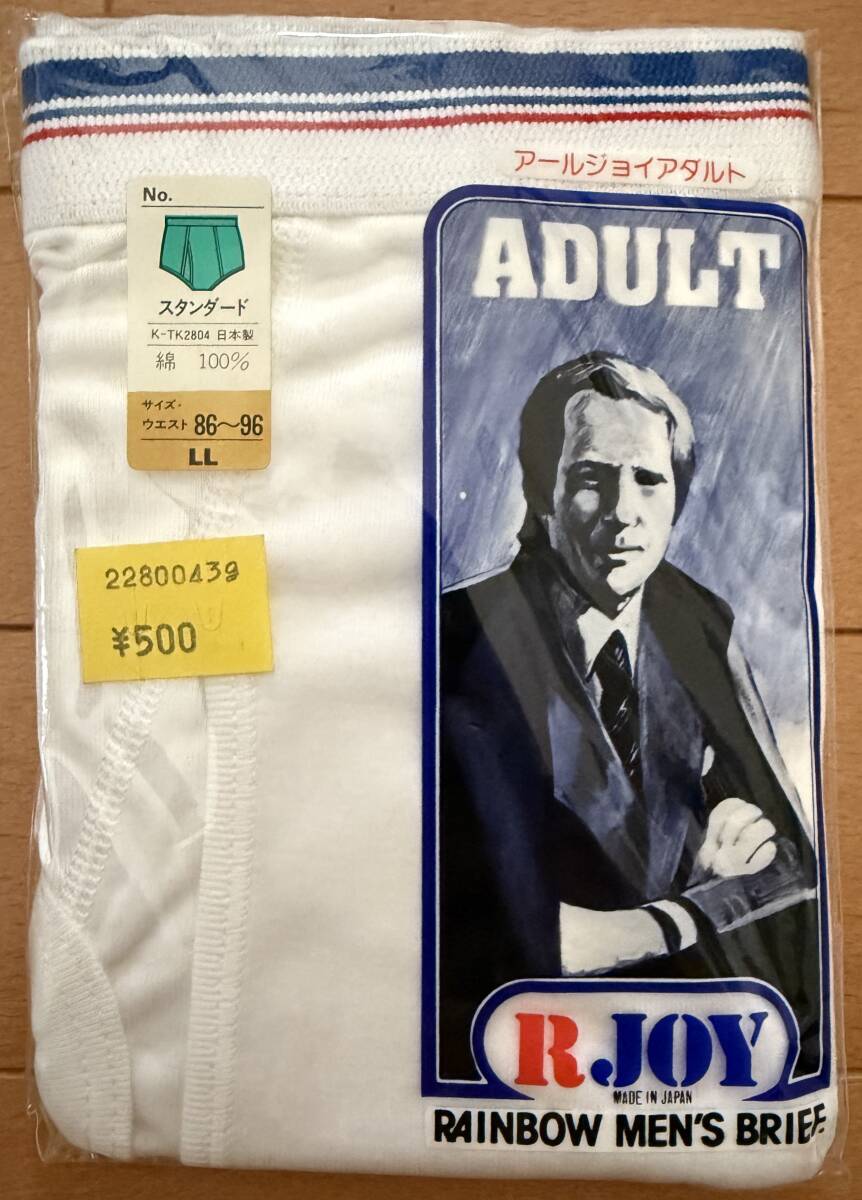 アールジョイアダルト
No.
スタンダード
K-TK2804 日本製
綿 100%
サイズ・
ウエスト 86〜96
LL
22800439
¥500
ADULT
R JOY
MADE IN JAPAN
RAINBOW MEN'S BRIEF